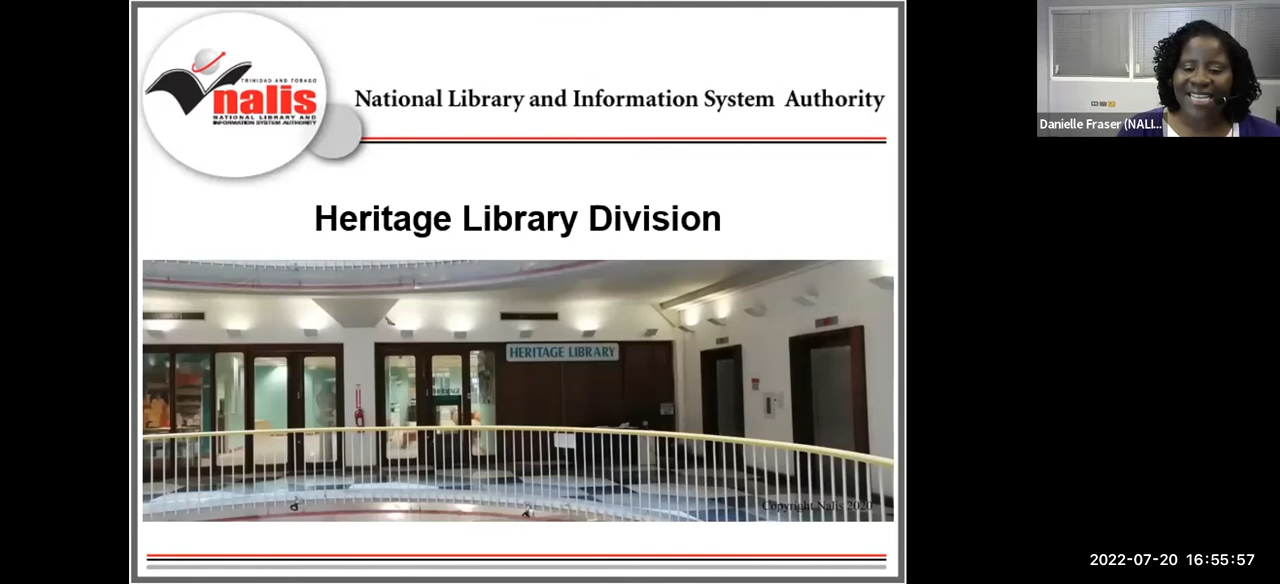 TRINIDAD AND TOBAGO
nalis
NATIONAL LIBRARY AND
INFORMATION SYSTEM AUTHORITY
National Library and Information System Authority
Heritage Library Division
HERITAGE LIBRARY
Copyright Nalis 2020
Danielle Fraser (NALI...
2022-07-20 16:55:57